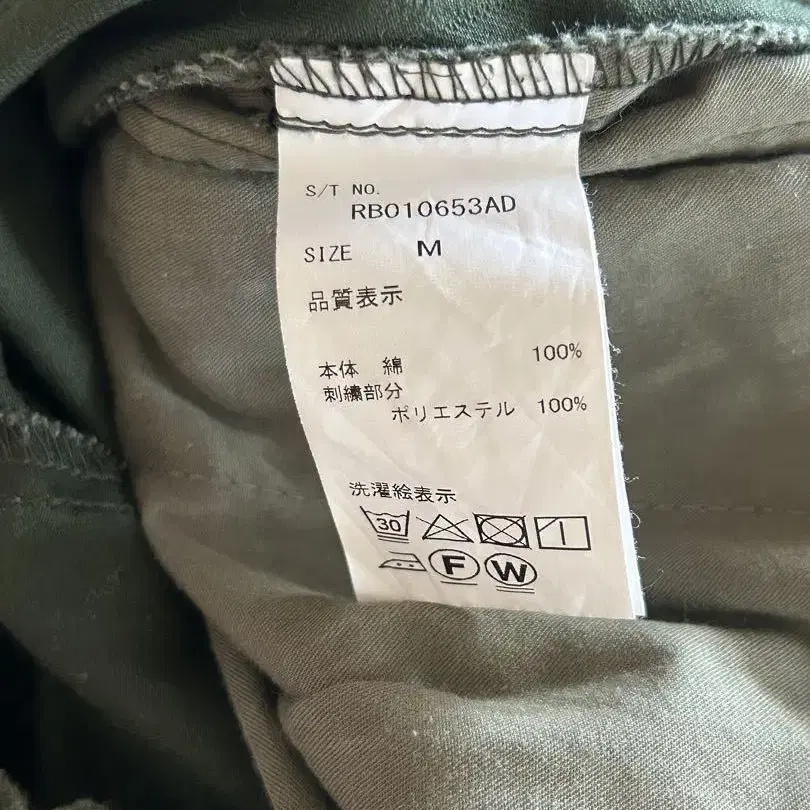 S/T NO.
RB010653AD
SIZE M
品質表示
本体 綿 100%
刺繍部分
ポリエステル 100%
洗濯絵表示
30
F W